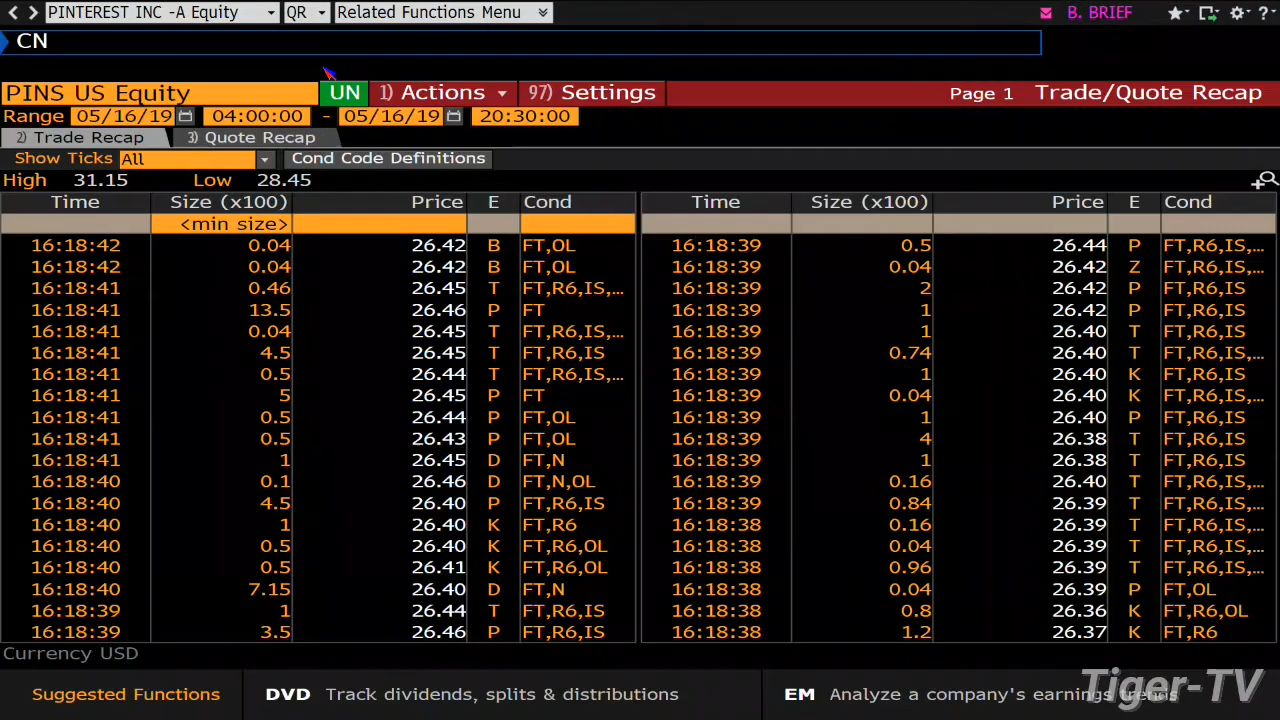 PINTEREST INC -A Equity QR Related Functions Menu B. BRIEF ?
CN
PINS US Equity UN 1) Actions 97) Settings Page 1 Trade/Quote Recap
Range 05/16/19 04:00:00 - 05/16/19 20:30:00
2) Trade Recap 3) Quote Recap
Show Ticks All Cond Code Definitions
High 31.15 Low 28.45
Time Size (x100) Price E Cond Time Size (x100) Price E Cond
<min size>
16:18:42 0.04 26.42 B FT,OL 16:18:39 0.5 26.44 P FT,R6,IS,...
16:18:42 0.04 26.42 B FT,OL 16:18:39 0.04 26.42 Z FT,R6,IS,...
16:18:41 0.46 26.45 T FT,R6,IS,... 16:18:39 2 26.42 P FT,R6,IS
16:18:41 13.5 26.46 P FT 16:18:39 1 26.42 P FT,R6,IS
16:18:41 0.04 26.45 T FT,R6,IS,... 16:18:39 1 26.40 T FT,R6,IS
16:18:41 4.5 26.45 T FT,R6,IS 16:18:39 0.74 26.40 T FT,R6,IS,...
16:18:41 0.5 26.44 T FT,R6,IS,... 16:18:39 1 26.40 K FT,R6,IS
16:18:41 5 26.45 P FT 16:18:39 0.04 26.40 K FT,R6,IS,...
16:18:41 0.5 26.44 P FT,OL 16:18:39 1 26.40 P FT,R6,IS
16:18:41 0.5 26.43 P FT,OL 16:18:39 4 26.38 T FT,R6,IS
16:18:41 1 26.45 D FT,N 16:18:39 1 26.38 T FT,R6,IS
16:18:40 0.1 26.46 D FT,N,OL 16:18:39 0.16 26.40 T FT,R6,IS,...
16:18:40 4.5 26.40 P FT,R6,IS 16:18:39 0.84 26.39 T FT,R6,IS,...
16:18:40 1 26.40 K FT,R6 16:18:38 0.16 26.39 T FT,R6,IS,...
16:18:40 0.5 26.40 K FT,R6,OL 16:18:38 0.04 26.39 T FT,R6,IS,...
16:18:40 0.5 26.41 K FT,R6,OL 16:18:38 0.96 26.39 T FT,R6,IS,...
16:18:40 7.15 26.40 D FT,N 16:18:38 0.04 26.39 P FT,OL
16:18:39 1 26.44 T FT,R6,IS 16:18:38 0.8 26.36 K FT,R6,OL
16:18:39 3.5 26.46 P FT,R6,IS 16:18:38 1.2 26.37 K FT,R6
Currency USD
Suggested Functions DVD Track dividends, splits & distributions EM Analyze a company's earnings trends
Tiger-TV